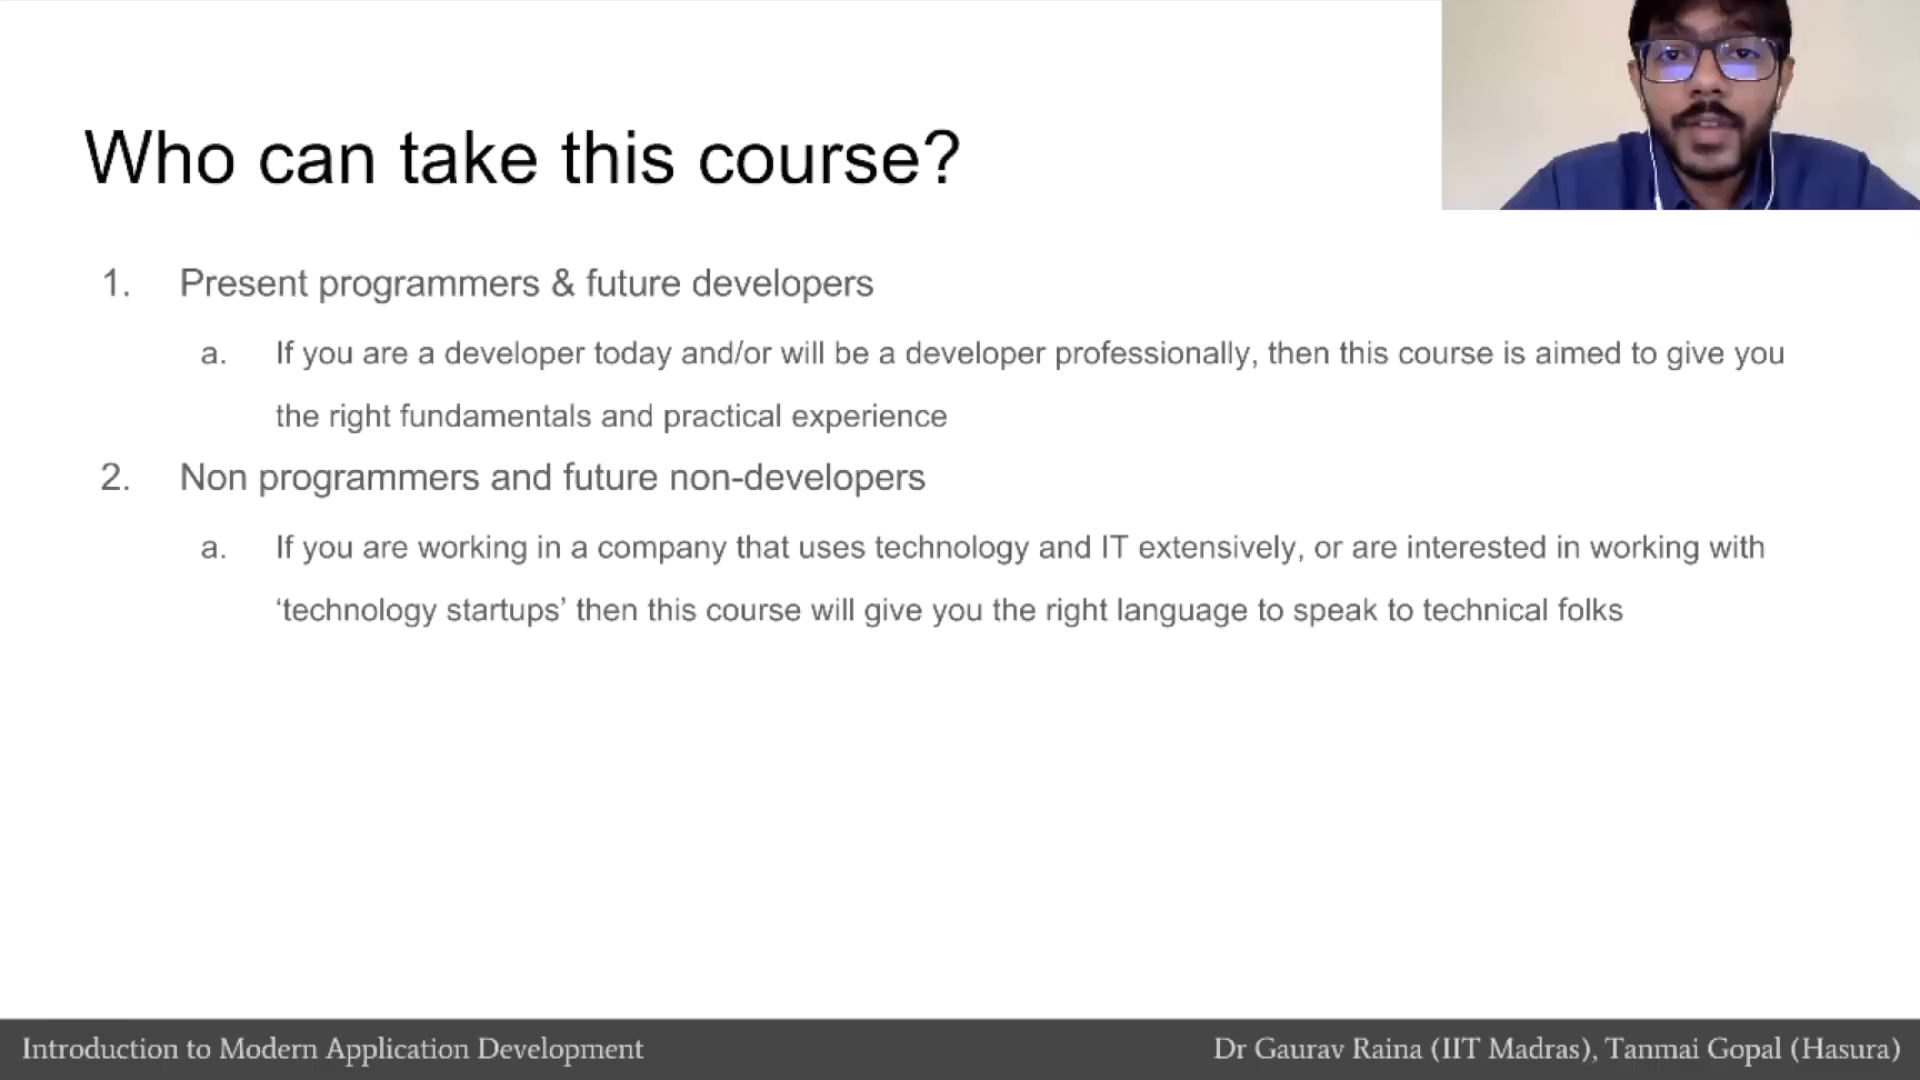 Who can take this course?
1. Present programmers & future developers
a. If you are a developer today and/or will be a developer professionally, then this course is aimed to give you
the right fundamentals and practical experience
2. Non programmers and future non-developers
a. If you are working in a company that uses technology and IT extensively, or are interested in working with
‘technology startups’ then this course will give you the right language to speak to technical folks
Introduction to Modern Application Development
Dr Gaurav Raina (IIT Madras), Tanmai Gopal (Hasura)